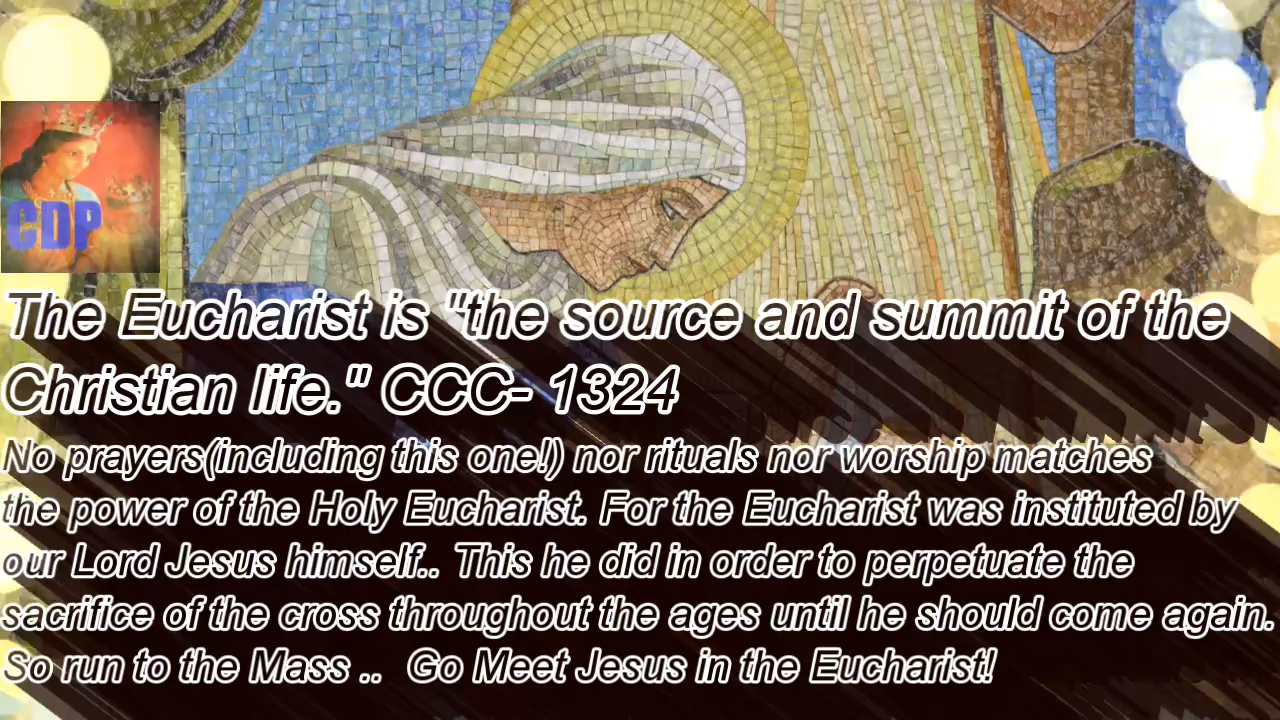 CDP
The Eucharist is "the source and summit of the
Christian life." CCC- 1324
No prayers(including this one!) nor rituals nor worship matches
the power of the Holy Eucharist. For the Eucharist was instituted by
our Lord Jesus himself.. This he did in order to perpetuate the
sacrifice of the cross throughout the ages until he should come again.
So run to the Mass .. Go Meet Jesus in the Eucharist!